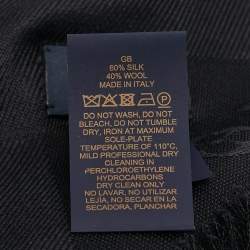 GB
60% SILK
40% WOOL
MADE IN ITALY
DO NOT WASH, DO NOT
BLEACH, DO NOT TUMBLE
DRY, IRON AT MAXIMUM
SOLE-PLATE
TEMPERATURE OF 110°C,
MILD PROFESSIONAL DRY
CLEANING IN
PERCHLOROETHYLENE
HYDROCARBONS
DRY CLEAN ONLY
NO LAVAR, NO UTILIZAR
LEJÍA, NO SECAR EN LA
SECADORA, PLANCHAR